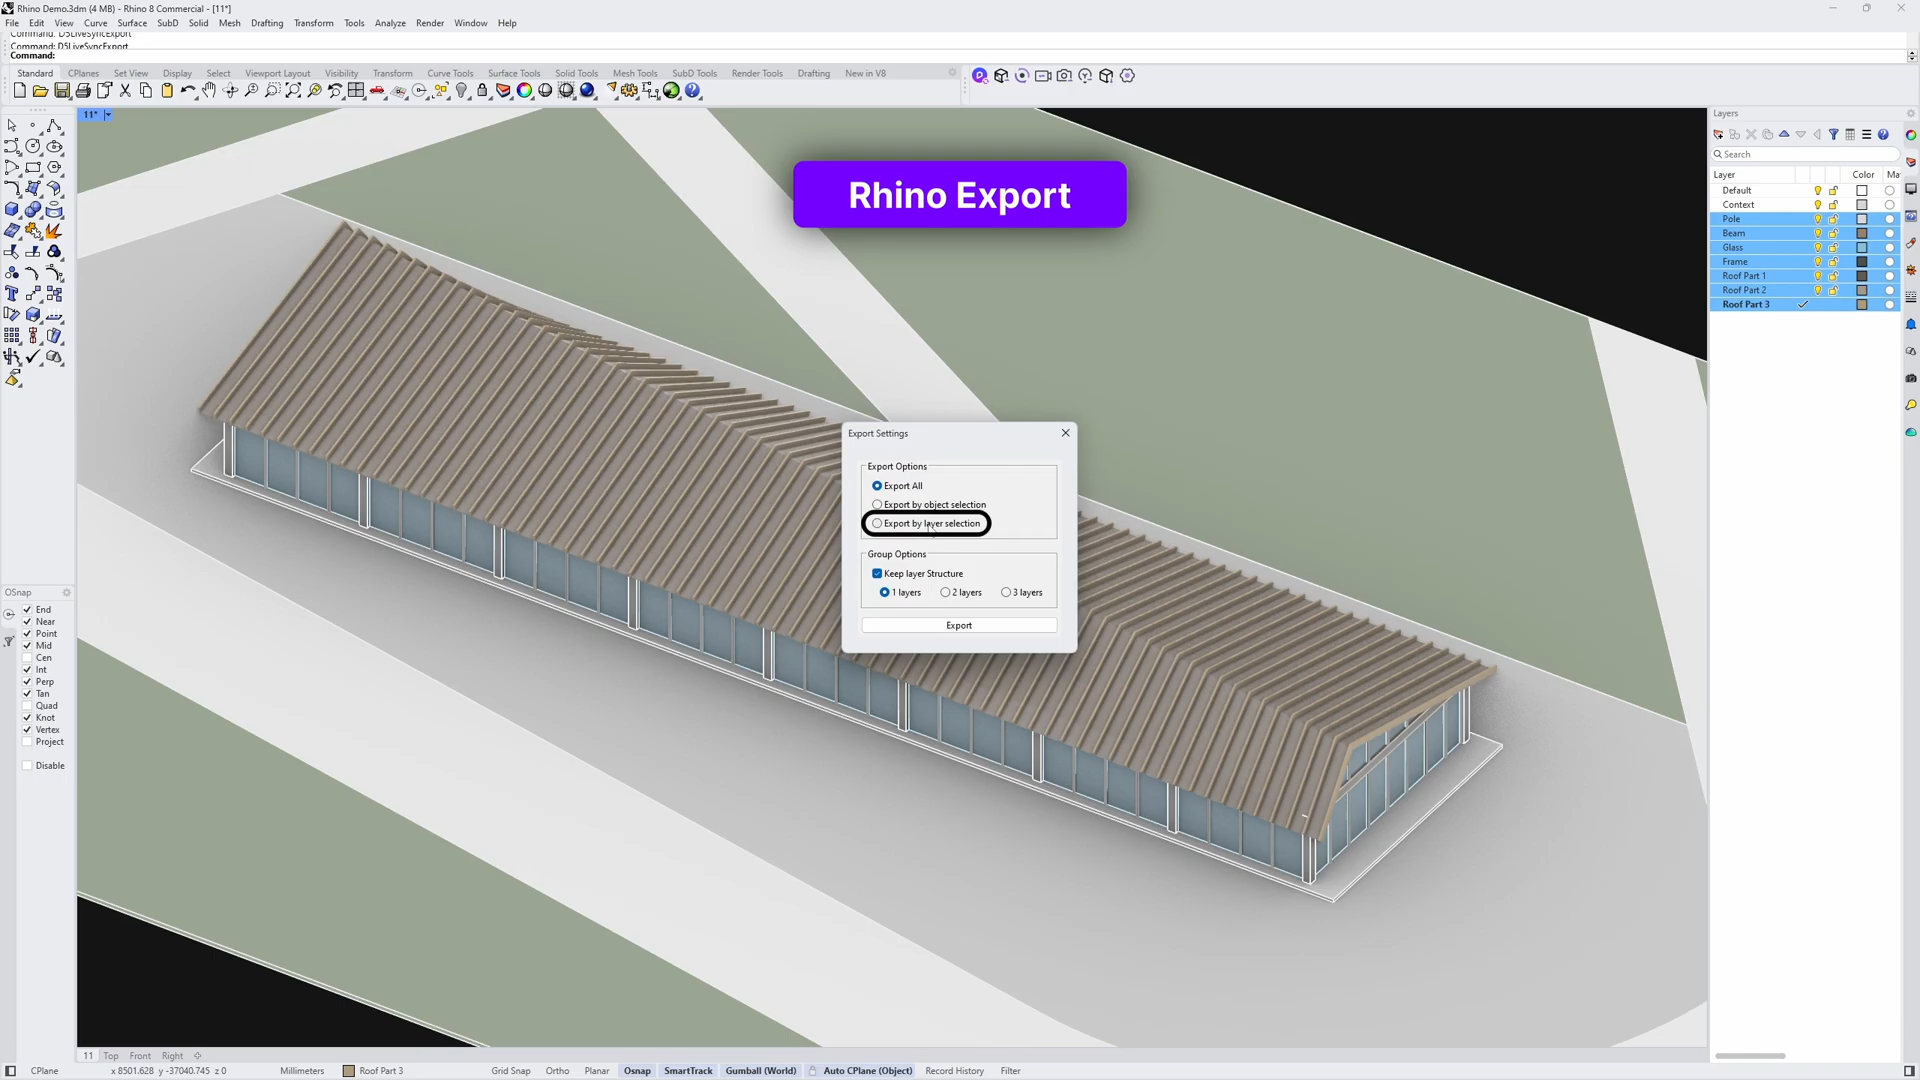 Rhino Demo.3dm (4 MB) - Rhino 8 Commercial - [11*]
File Edit View Curve Surface SubD Solid Mesh Drafting Transform Tools Analyze Render Window Help
Command: D5LiveSyncExport
Command: D5LiveSyncExport
Command:
Standard CPlanes Set View Display Select Viewport Layout Visibility Transform Curve Tools Surface Tools Solid Tools Mesh Tools SubD Tools Render Tools Drafting New in V8
11*
Rhino Export
Layers
Search
Layer Color Ma
Default
Context
Pole
Beam
Glass
Frame
Roof Part 1
Roof Part 2
Roof Part 3
Export Settings
Export Options
Export All
Export by object selection
Export by layer selection
Group Options
Keep layer Structure
1 layers 2 layers 3 layers
Export
OSnap
End
Near
Point
Mid
Cen
Int
Perp
Tan
Quad
Knot
Vertex
Project
Disable
11 Top Front Right
CPlane x 8501.628 y -37040.745 z 0 Millimeters Roof Part 3 Grid Snap Ortho Planar Osnap SmartTrack Gumball (World) Auto CPlane (Object) Record History Filter